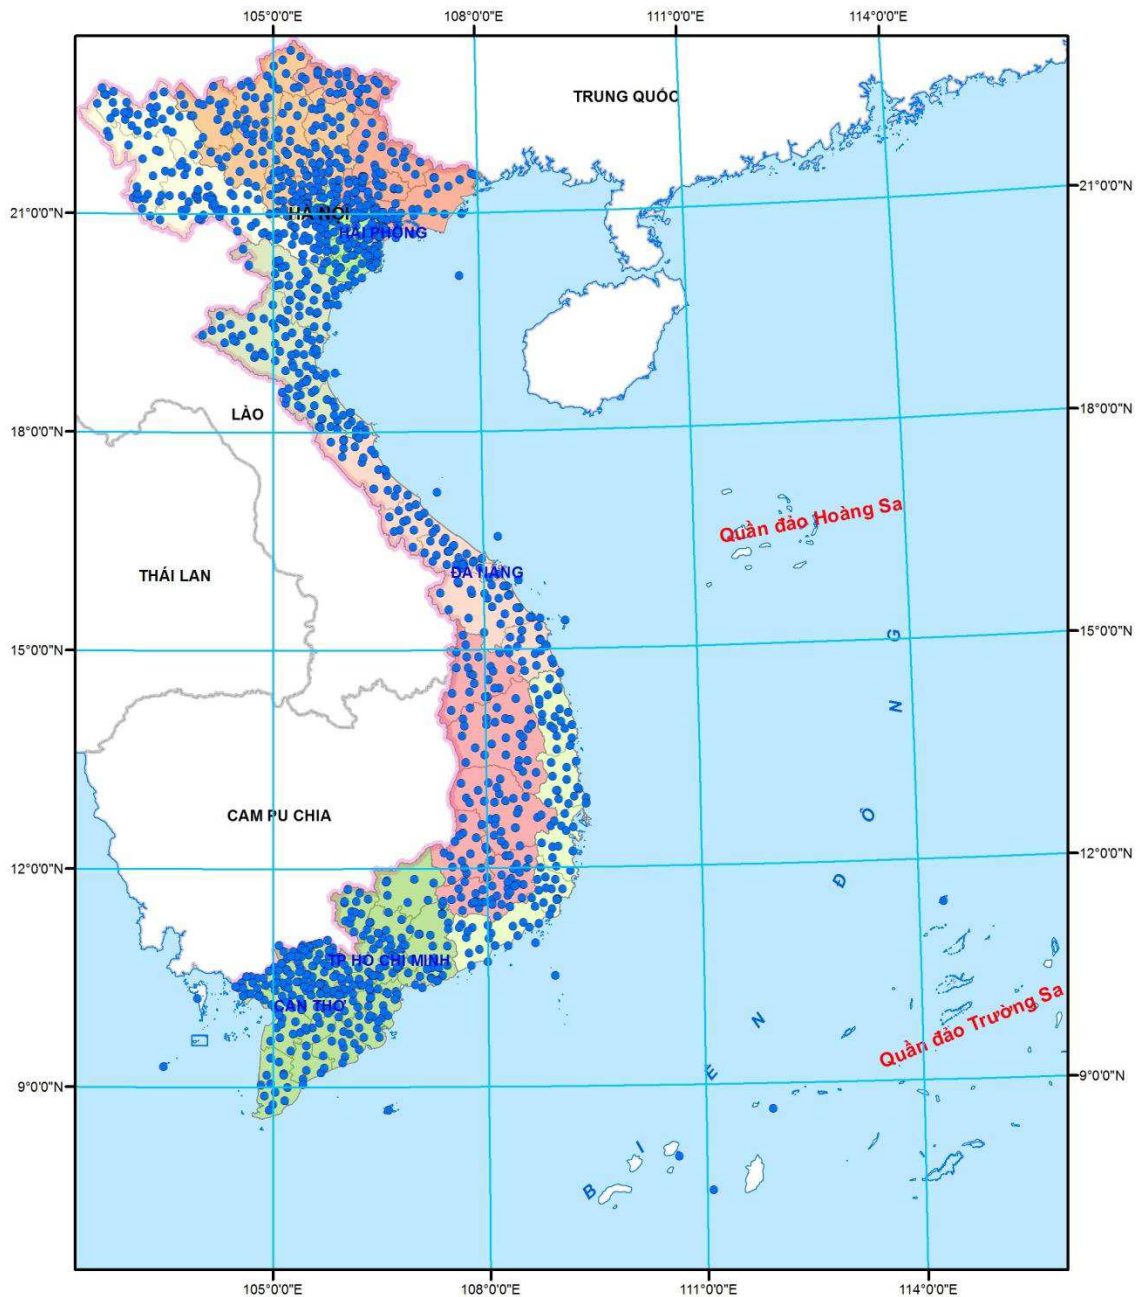 105°0'0"E
108°0'0"E
111°0'0"E
114°0'0"E
TRUNG QUỐC
21°0'0"N
21°0'0"N
HÀ NỘI
HẢI PHÒNG
18°0'0"N
LÀO
18°0'0"N
Quần đảo Hoàng Sa
THÁI LAN
ĐÀ NẴNG
15°0'0"N
15°0'0"N
CAM PU CHIA
12°0'0"N
12°0'0"N
TP HỒ CHÍ MINH
CẦN THƠ
Quần đảo Trường Sa
9°0'0"N
9°0'0"N
BIỂN ĐÔNG
105°0'0"E
108°0'0"E
111°0'0"E
114°0'0"E